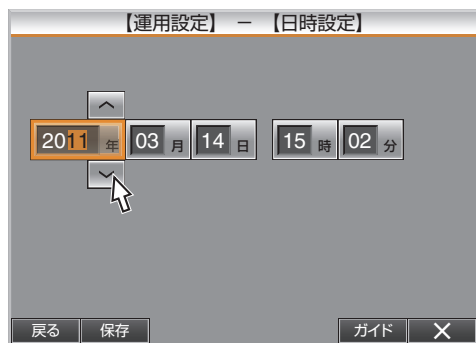 【運用設定】 － 【日時設定】
2011 年 03 月 14 日 15 時 02 分
戻る 保存 ガイド ✕